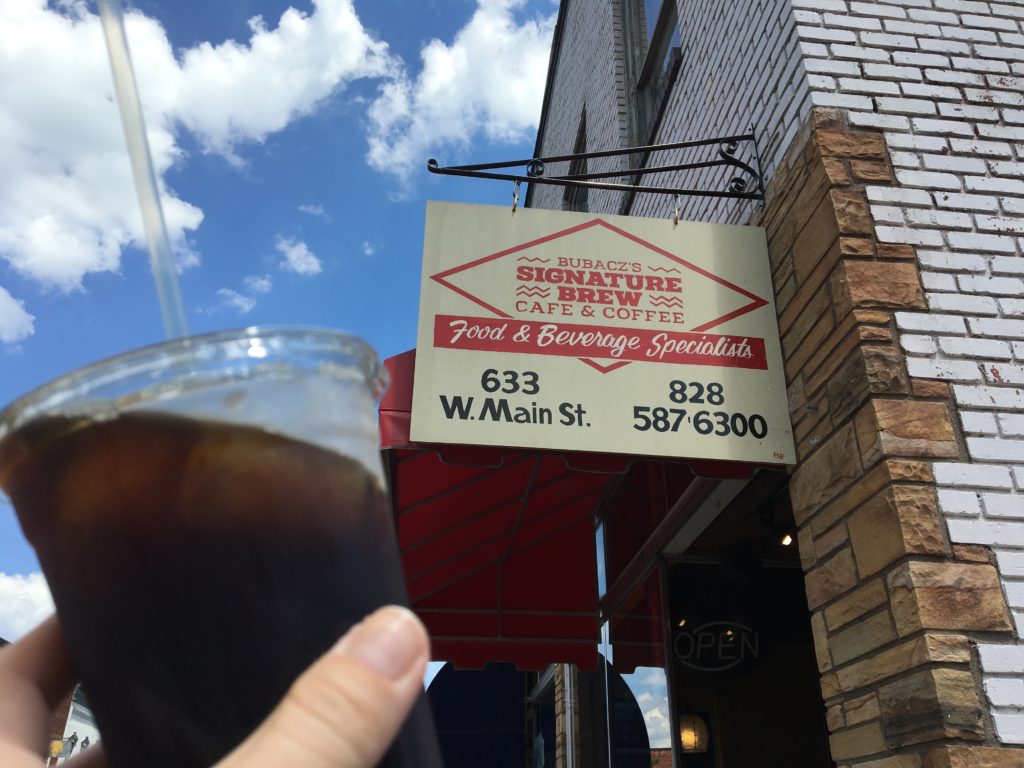 BUBACZ'S
SIGNATURE
BREW
CAFE & COFFEE
Food & Beverage Specialists
633
W. Main St.
828
587·6300
OPEN